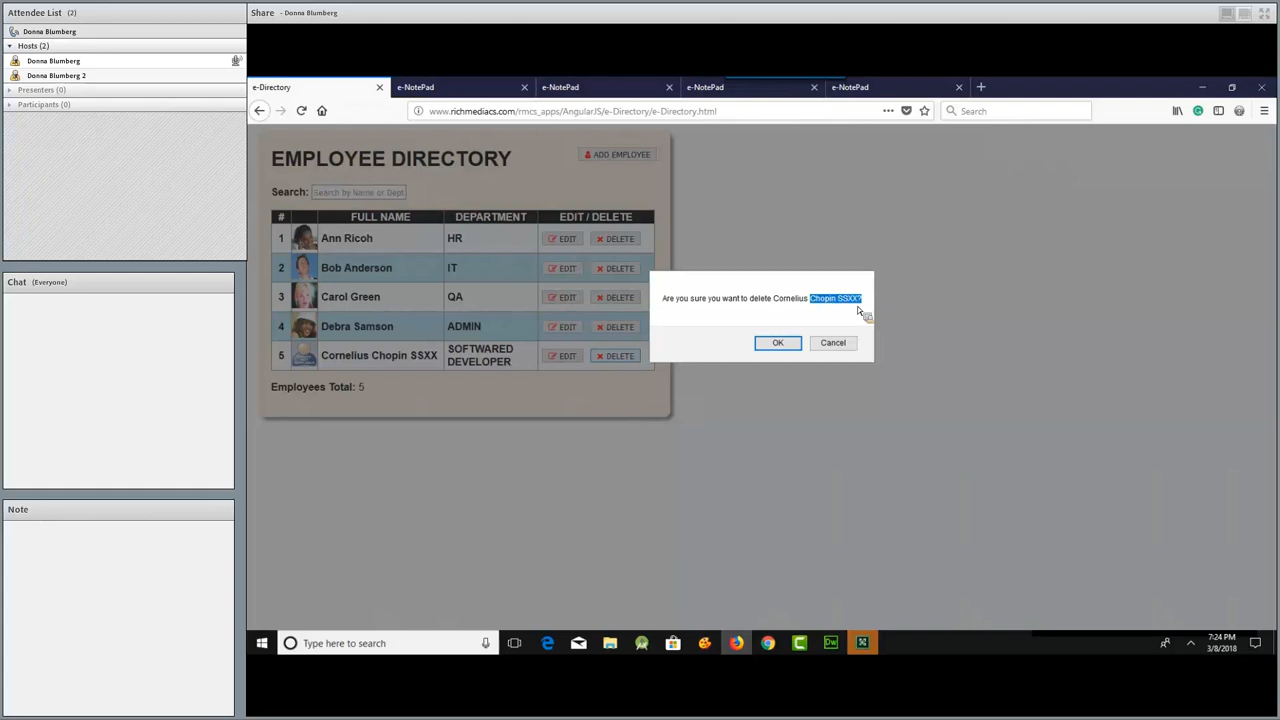 Attendee List (2)
Donna Blumberg
Hosts (2)
Donna Blumberg
Donna Blumberg 2
Presenters (0)
Participants (0)
Chat (Everyone)
Note
Share - Donna Blumberg
e-Directory
e-NotePad
e-NotePad
e-NotePad
e-NotePad
www.richmediacs.com/rmcs_apps/AngularJS/e-Directory/e-Directory.html
Search
EMPLOYEE DIRECTORY
ADD EMPLOYEE
Search: Search by Name or Dept.
# FULL NAME DEPARTMENT EDIT / DELETE
1 Ann Ricoh HR EDIT DELETE
2 Bob Anderson IT EDIT DELETE
3 Carol Green QA EDIT DELETE
4 Debra Samson ADMIN EDIT DELETE
5 Cornelius Chopin SSXX SOFTWARED DEVELOPER EDIT DELETE
Employees Total: 5
Are you sure you want to delete Cornelius Chopin SSXX?
OK Cancel
Type here to search
Dw
7:24 PM
3/8/2018